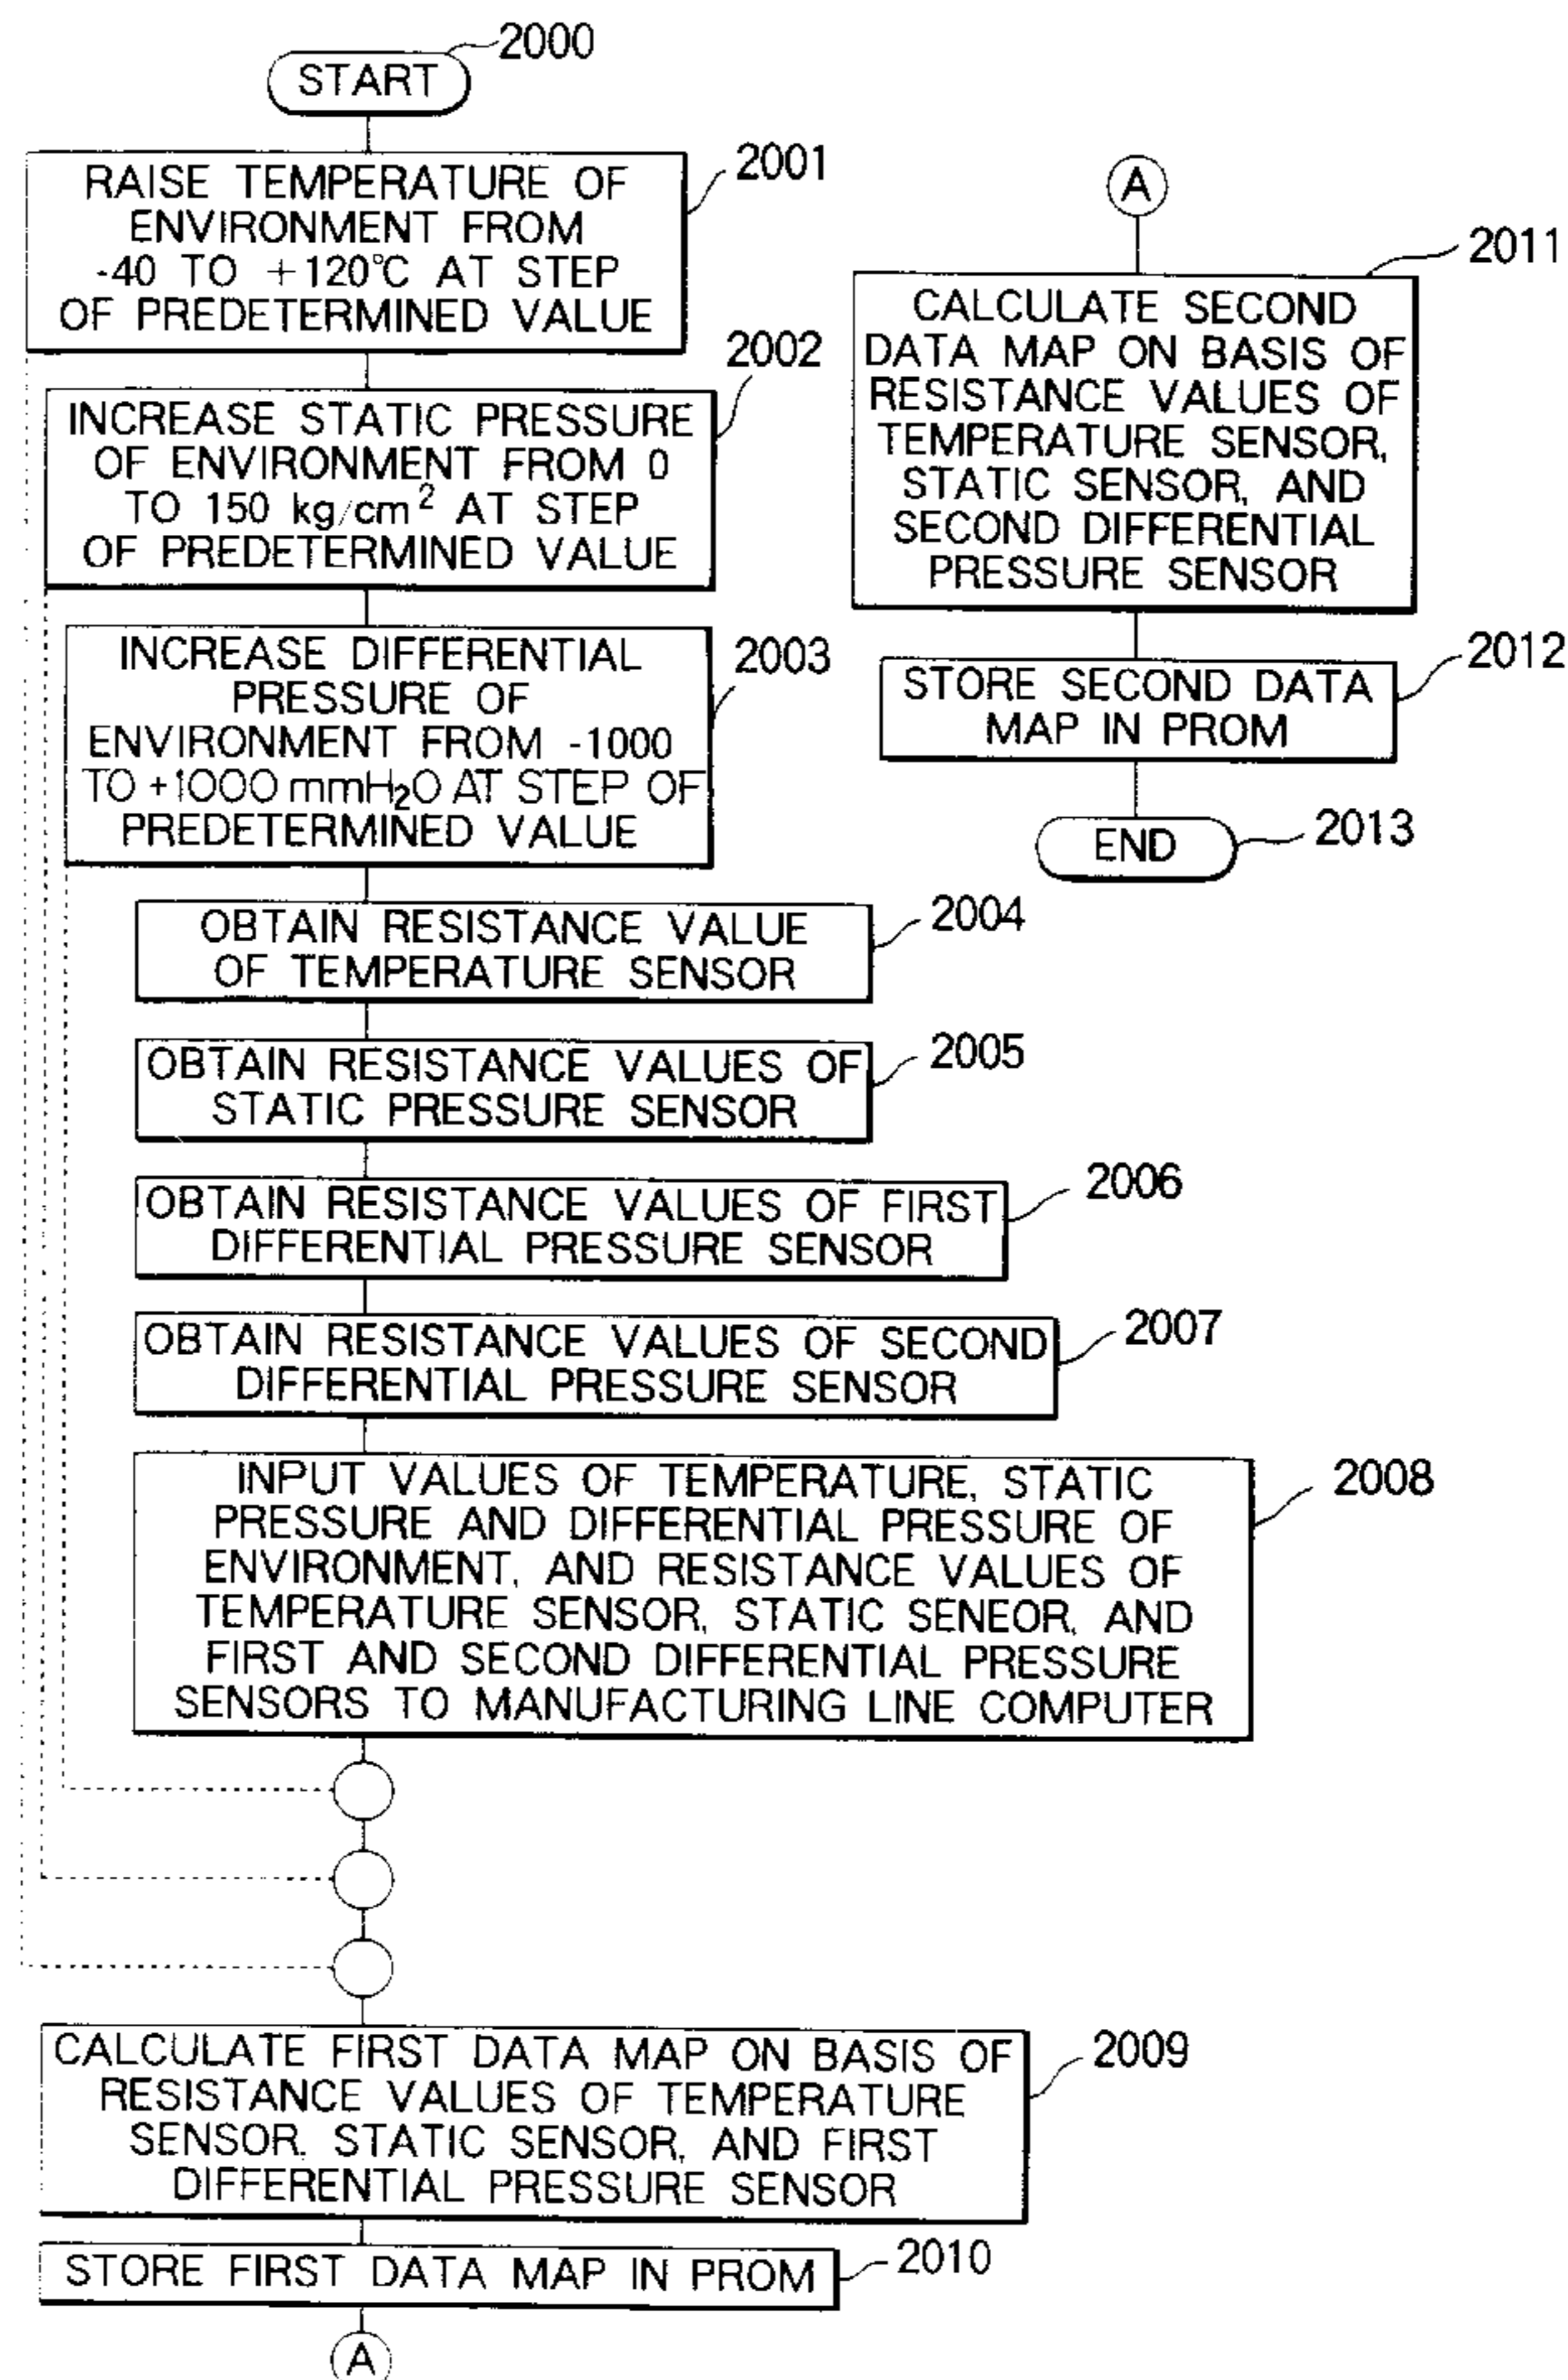 2000
START
2001
RAISE TEMPERATURE OF
ENVIRONMENT FROM
-40 TO +120°C AT STEP
OF PREDETERMINED VALUE
2002
INCREASE STATIC PRESSURE
OF ENVIRONMENT FROM 0
TO 150 kg/cm² AT STEP
OF PREDETERMINED VALUE
2003
INCREASE DIFFERENTIAL
PRESSURE OF
ENVIRONMENT FROM -1000
TO +1000 mmH₂O AT STEP OF
PREDETERMINED VALUE
2004
OBTAIN RESISTANCE VALUE
OF TEMPERATURE SENSOR
2005
OBTAIN RESISTANCE VALUES OF
STATIC PRESSURE SENSOR
2006
OBTAIN RESISTANCE VALUES OF FIRST
DIFFERENTIAL PRESSURE SENSOR
2007
OBTAIN RESISTANCE VALUES OF SECOND
DIFFERENTIAL PRESSURE SENSOR
2008
INPUT VALUES OF TEMPERATURE, STATIC
PRESSURE AND DIFFERENTIAL PRESSURE OF
ENVIRONMENT, AND RESISTANCE VALUES OF
TEMPERATURE SENSOR, STATIC SENEOR, AND
FIRST AND SECOND DIFFERENTIAL PRESSURE
SENSORS TO MANUFACTURING LINE COMPUTER
2009
CALCULATE FIRST DATA MAP ON BASIS OF
RESISTANCE VALUES OF TEMPERATURE
SENSOR, STATIC SENSOR, AND FIRST
DIFFERENTIAL PRESSURE SENSOR
2010
STORE FIRST DATA MAP IN PROM
A
A
2011
CALCULATE SECOND
DATA MAP ON BASIS OF
RESISTANCE VALUES OF
TEMPERATURE SENSOR,
STATIC SENSOR, AND
SECOND DIFFERENTIAL
PRESSURE SENSOR
2012
STORE SECOND DATA
MAP IN PROM
2013
END